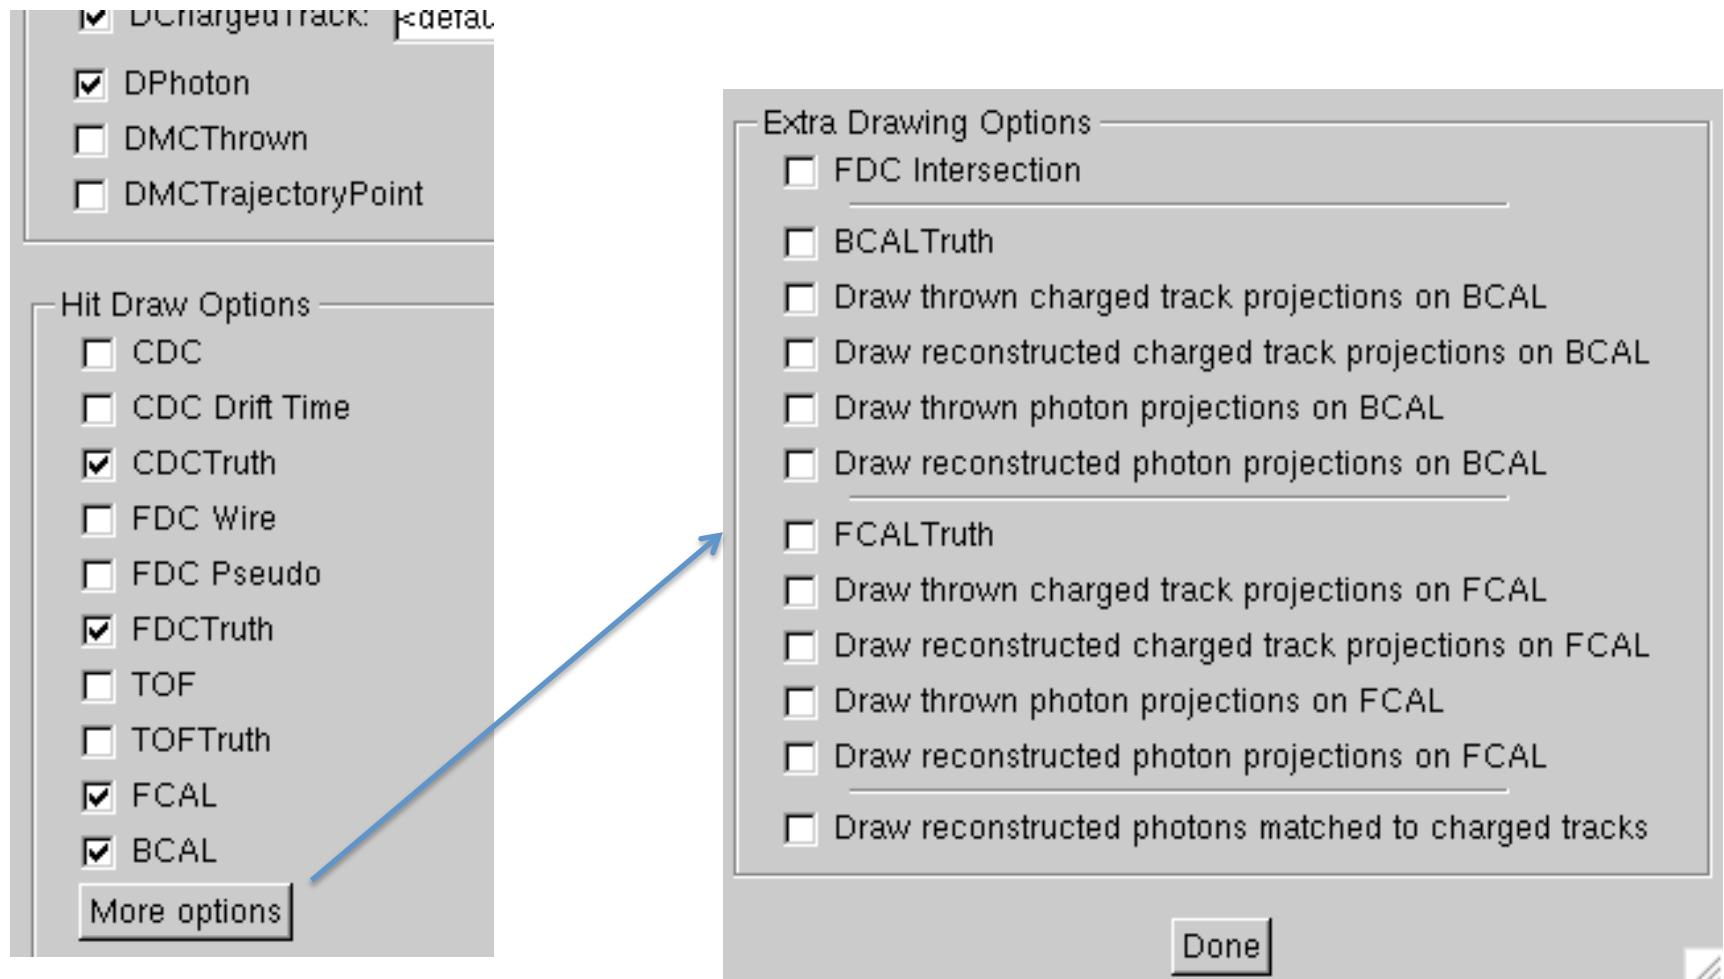 DChargedTrack: <defau
DPhoton
DMCThrown
DMCTrajectoryPoint
Hit Draw Options
CDC
CDC Drift Time
CDCTruth
FDC Wire
FDC Pseudo
FDCTruth
TOF
TOFTruth
FCAL
BCAL
More options
Extra Drawing Options
FDC Intersection
BCALTruth
Draw thrown charged track projections on BCAL
Draw reconstructed charged track projections on BCAL
Draw thrown photon projections on BCAL
Draw reconstructed photon projections on BCAL
FCALTruth
Draw thrown charged track projections on FCAL
Draw reconstructed charged track projections on FCAL
Draw thrown photon projections on FCAL
Draw reconstructed photon projections on FCAL
Draw reconstructed photons matched to charged tracks
Done